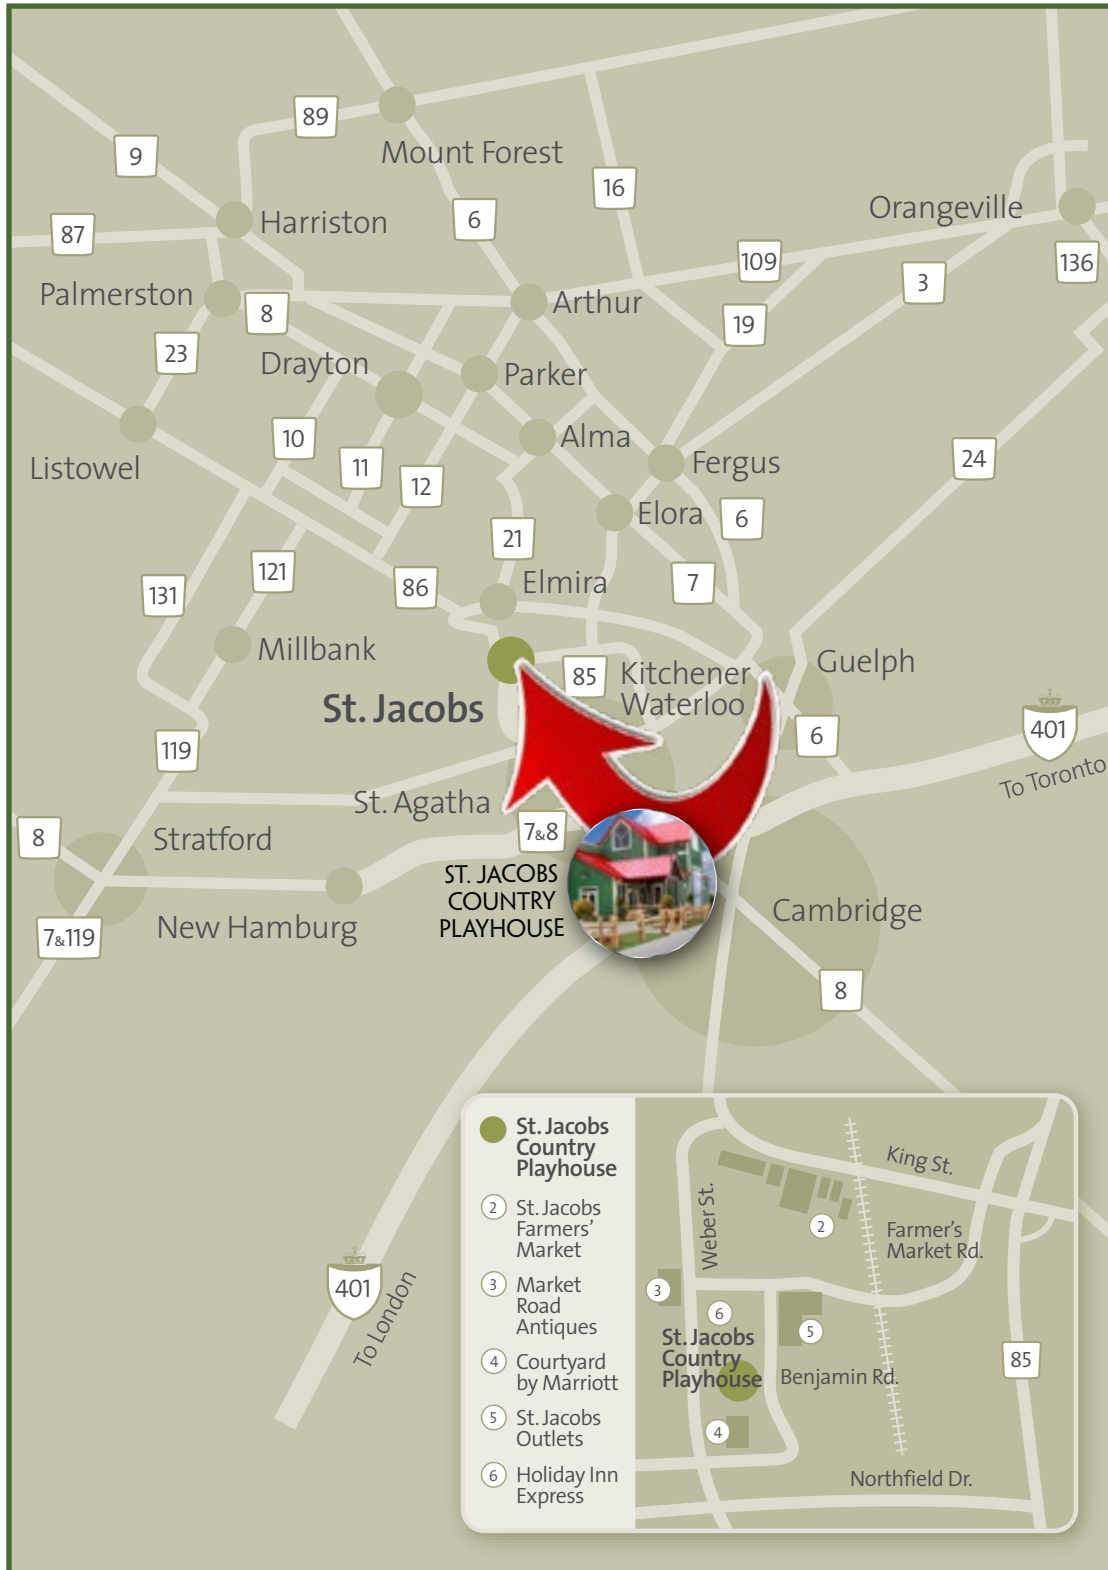 89
Mount Forest
9
16
Harriston
6
Orangeville
87
109
136
3
Palmerston
8
Arthur
19
23
Drayton
Parker
10
Alma
Listowel
11
12
Fergus
24
Elora
6
21
121
86
Elmira
7
131
Millbank
85
Kitchener
Waterloo
Guelph
St. Jacobs
6
401
To Toronto
119
St. Agatha
7&8
8
Stratford
ST. JACOBS
COUNTRY
PLAYHOUSE
Cambridge
New Hamburg
7&119
8
401
To London
St. Jacobs
Country
Playhouse
2 St. Jacobs
Farmers'
Market
3 Market
Road
Antiques
4 Courtyard
by Marriott
5 St. Jacobs
Outlets
6 Holiday Inn
Express
King St.
Weber St.
2
Farmer's
Market Rd.
3
6
5
St. Jacobs
Country
Playhouse
Benjamin Rd.
85
4
Northfield Dr.